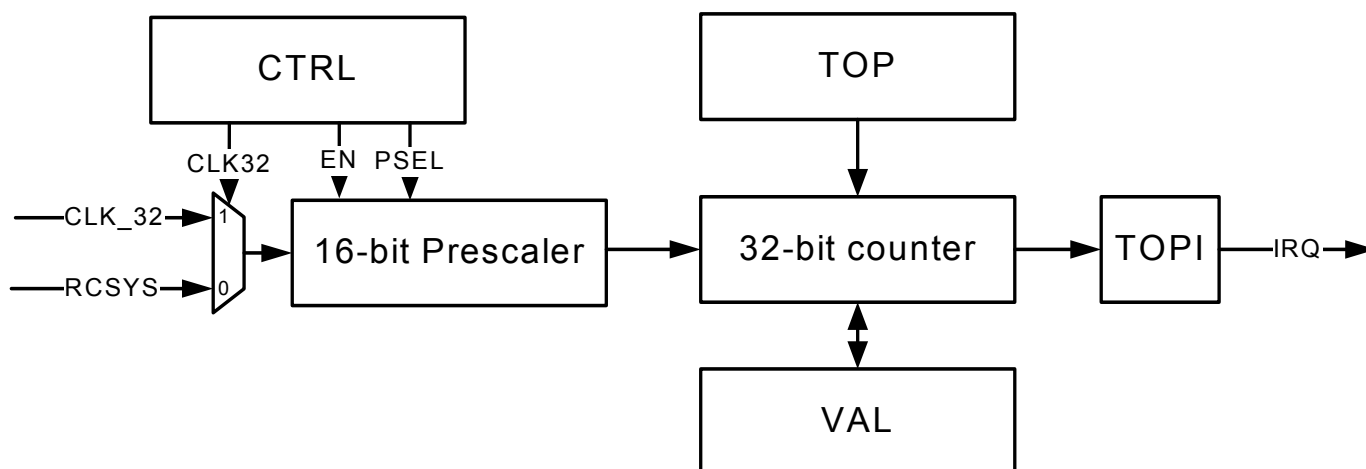 CTRL
TOP
CLK32
EN
PSEL
CLK_32
1
16-bit Prescaler
32-bit counter
TOPI
IRQ
RCSYS
0
VAL